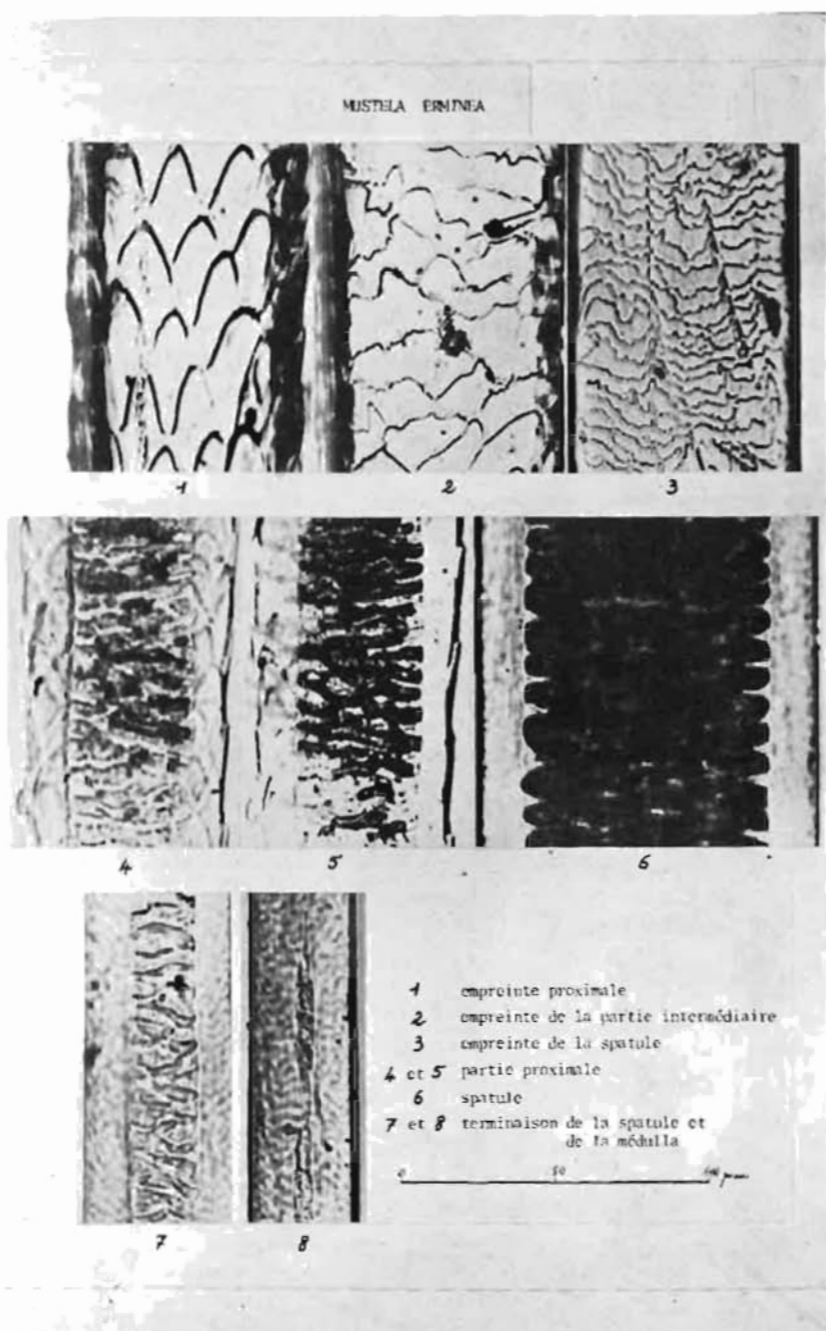 MUSTELA ERMINEA
1 2 3
4 5 6
1 empreinte proximale
2 empreinte de la partie intermédiaire
3 empreinte de la spatule
4 et 5 partie proximale
6 spatule
7 et 8 terminaison de la spatule et
de la médulla
0 50 100 µm
7 8